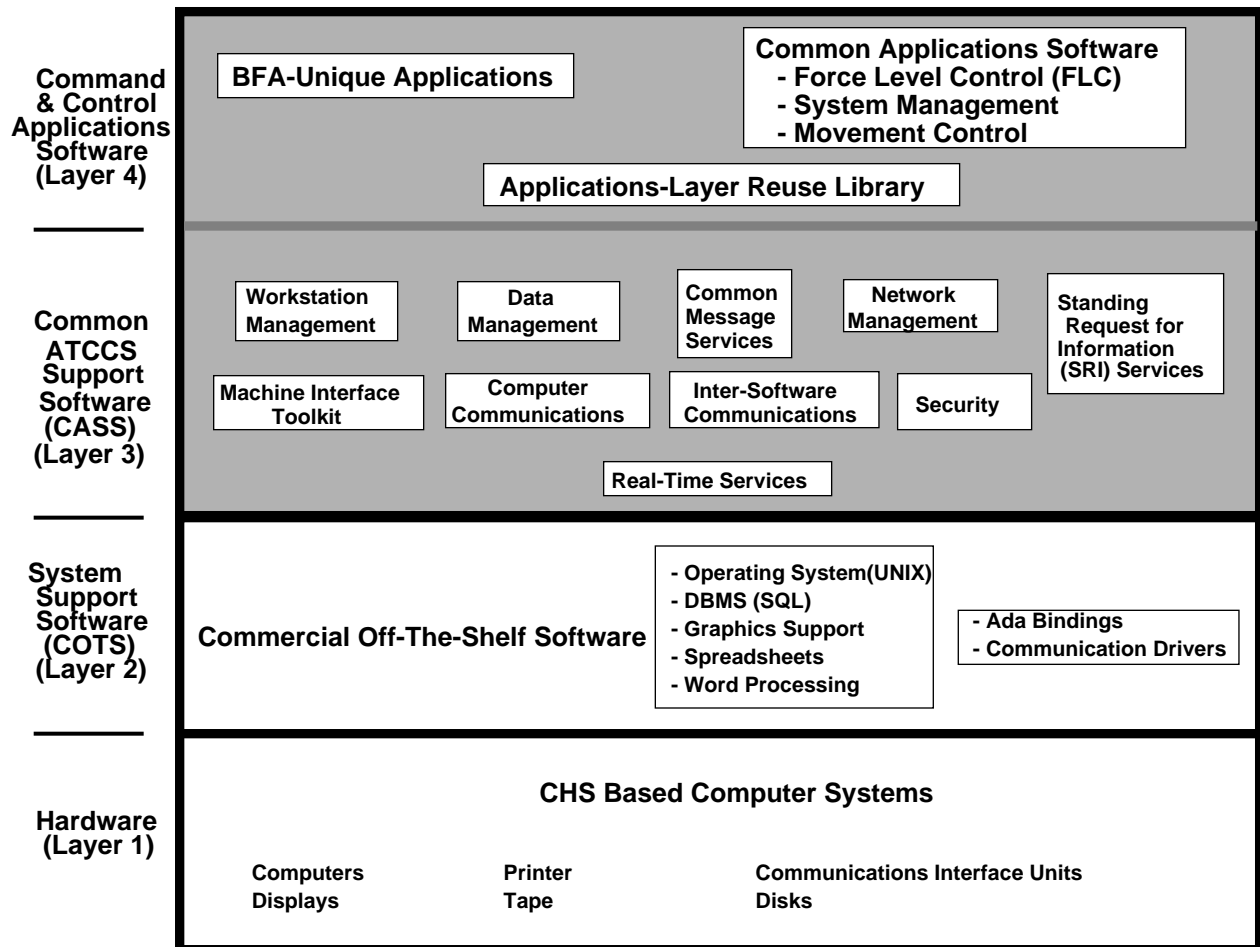 Command
& Control
Applications
Software
(Layer 4)
BFA-Unique Applications
Common Applications Software
- Force Level Control (FLC)
- System Management
- Movement Control
Applications-Layer Reuse Library
Common
ATCCS
Support
Software
(CASS)
(Layer 3)
Workstation
Management
Data
Management
Common
Message
Services
Network
Management
Standing
Request for
Information
(SRI) Services
Machine Interface
Toolkit
Computer
Communications
Inter-Software
Communications
Security
Real-Time Services
System
Support
Software
(COTS)
(Layer 2)
Commercial Off-The-Shelf Software
- Operating System(UNIX)
- DBMS (SQL)
- Graphics Support
- Spreadsheets
- Word Processing
- Ada Bindings
- Communication Drivers
Hardware
(Layer 1)
CHS Based Computer Systems
Computers
Displays
Printer
Tape
Communications Interface Units
Disks